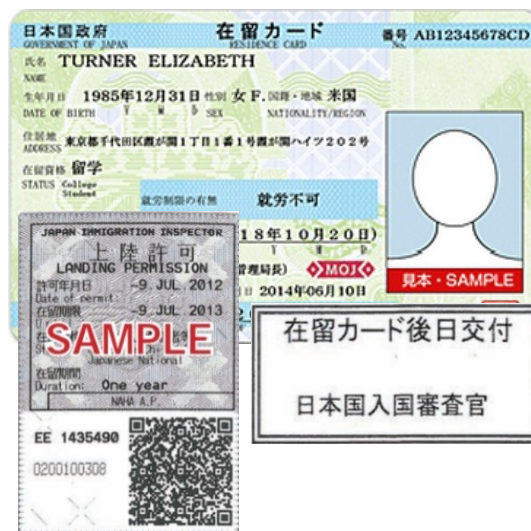 日本国政府 在留カード 番号 AB12345678CD
GOVERNMENT OF JAPAN RESIDENCE CARD No.
氏名 TURNER ELIZABETH
NAME
生年月日 1985年12月31日 性別 女 F. 国籍・地域 米国
DATE OF BIRTH Y M D SEX NATIONALITY/REGION
住居地 東京都千代田区霞が関1丁目1番1号霞が関ハイツ202号
ADDRESS
在留資格 留学
STATUS College
Student
就労制限の有無 就労不可
18年10月20日)
Y M D
管理局長) MOJ
2014年06月10日
見本・SAMPLE
JAPAN IMMIGRATION INSPECTOR
上陸許可
LANDING PERMISSION
許可年月日 -9. JUL. 2012
Date of permit:
在留期限 -9. JUL. 2013
SAMPLE
Japanese National
在留期間
Duration: One year
NAHA A.P.
EE 1435490
0200100308
在留カード後日交付
日本国入国審査官